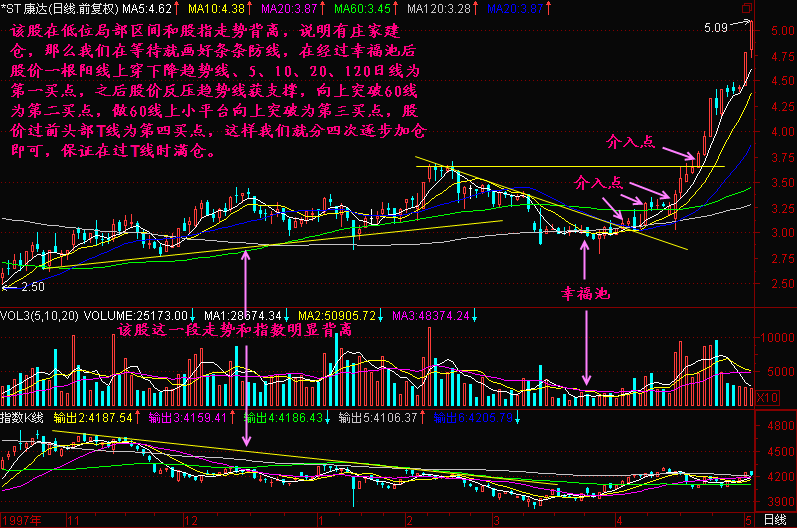 *ST康达(日线.前复权) MA5:4.62↑ MA10:4.38↑ MA20:3.87↑ MA60:3.45↑ MA120:3.28↑ MA20:3.87↑
该股在低位局部区间和股指走势背离，说明有庄家建
仓，那么我们在等待就画好条条防线，在经过幸福池后
股价一根阳线上穿下降趋势线、5、10、20、120日线为
第一买点，之后股价反压趋势线获支撑，向上突破60线
为第二买点，做60线上小平台向上突破为第三买点，股
价过前头部T线为第四买点，这样我们就分四次逐步加仓
即可，保证在过T线时满仓。
5.09
5.00
4.75
4.50
4.25
4.00
介入点
3.75
介入点
3.50
3.25
3.00
2.75
2.50
2.50
幸福池
VOL3(5,10,20) VOLUME:25173.00↓ MA1:28674.34↓ MA2:50905.72↓ MA3:48374.24↓
该股这一段走势和指数明显背离
10000
5000
X10
指数K线 输出2:4187.54↑ 输出3:4159.41↑ 输出4:4186.43↓ 输出5:4106.37↑ 输出6:4205.79↓
4800
4500
4200
3900
1997年 11 12 1 2 3 4 5 日线